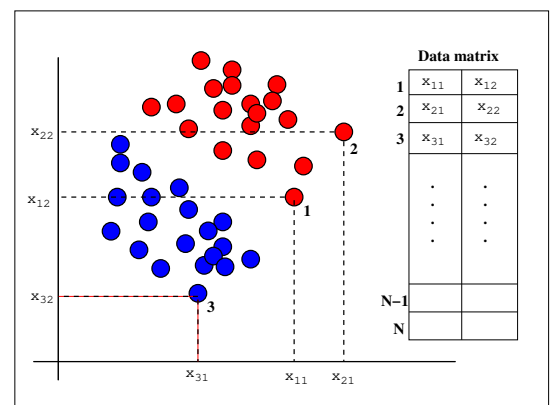 Data matrix
1 x11 x12
2 x21 x22
3 x31 x32
N-1
N
x22
x12
x32
2
1
3
x31 x11 x21